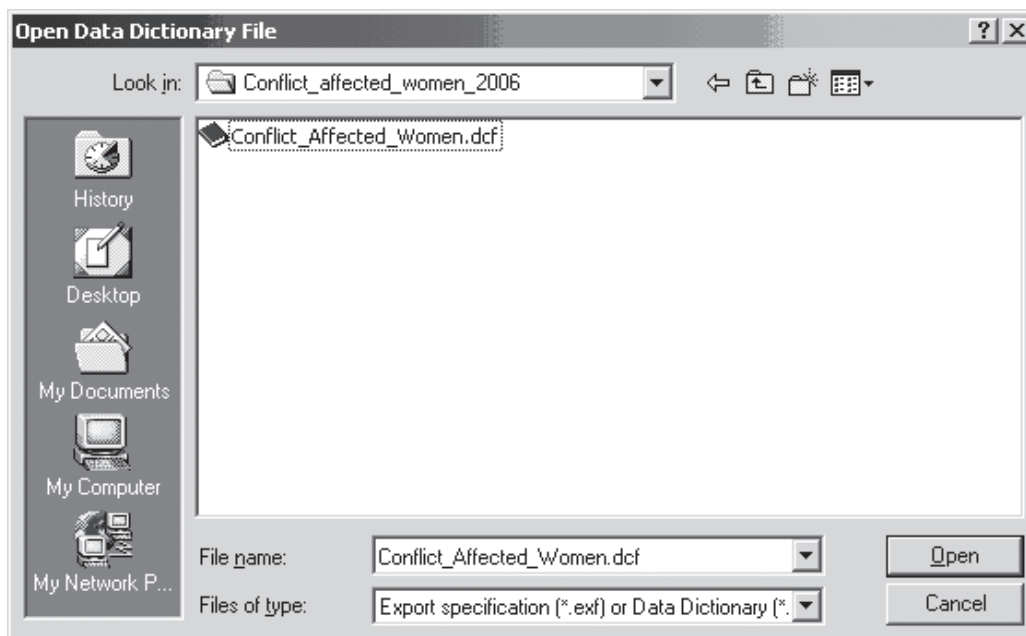 Open Data Dictionary File
Look in: Conflict_affected_women_2006
Conflict_Affected_Women.dcf
History
Desktop
My Documents
My Computer
My Network P...
File name: Conflict_Affected_Women.dcf Open
Files of type: Export specification (*.exf) or Data Dictionary (*. Cancel